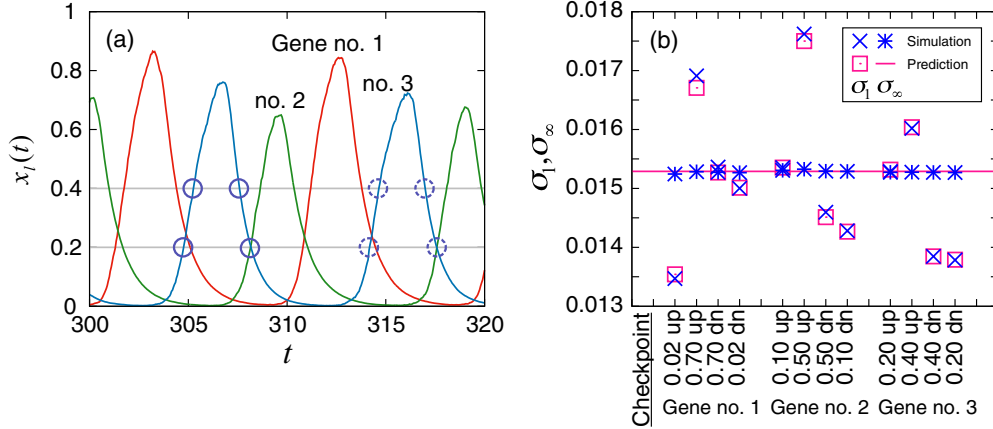 (a)
Gene no. 1
no. 2
no. 3
1
0.8
0.6
0.4
0.2
0
x_l(t)
300
305
310
315
320
t
(b)
0.018
0.017
0.016
0.015
0.014
0.013
σ₁, σ∞
Simulation
Prediction
σ₁ σ∞
Checkpoint
0.02 up
0.70 up
0.70 dn
0.02 dn
0.10 up
0.50 up
0.50 dn
0.10 dn
0.20 up
0.40 up
0.40 dn
0.20 dn
Gene no. 1
Gene no. 2
Gene no. 3